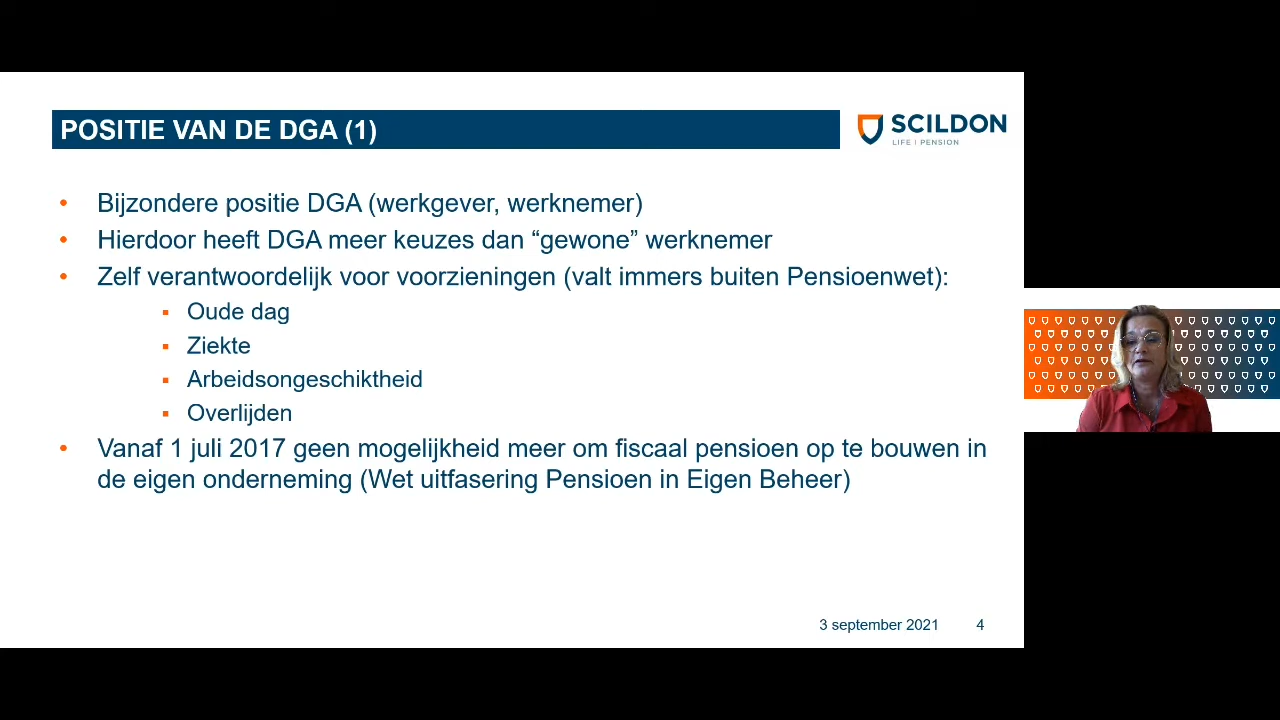 POSITIE VAN DE DGA (1)
SCILDON
LIFE | PENSION
• Bijzondere positie DGA (werkgever, werknemer)
• Hierdoor heeft DGA meer keuzes dan “gewone” werknemer
• Zelf verantwoordelijk voor voorzieningen (valt immers buiten Pensioenwet):
▪ Oude dag
▪ Ziekte
▪ Arbeidsongeschiktheid
▪ Overlijden
• Vanaf 1 juli 2017 geen mogelijkheid meer om fiscaal pensioen op te bouwen in
de eigen onderneming (Wet uitfasering Pensioen in Eigen Beheer)
3 september 2021 4